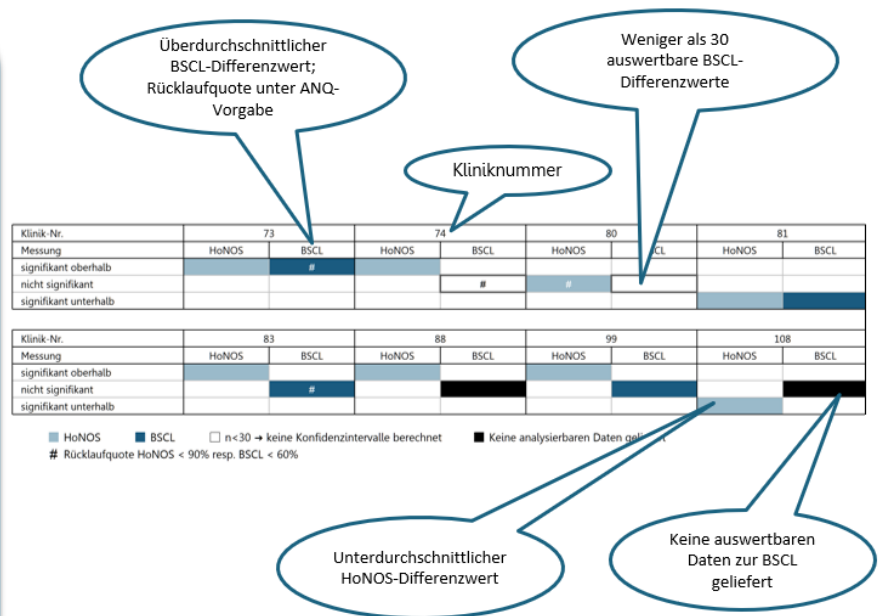 Überdurchschnittlicher
BSCL-Differenzwert;
Rücklaufquote unter ANQ-
Vorgabe
Weniger als 30
auswertbare BSCL-
Differenzwerte
Kliniknummer
Klinik-Nr. 73 74 80 81
Messung HoNOS BSCL HoNOS BSCL HoNOS HoNOS BSCL
signifikant oberhalb #
nicht signifikant # #
signifikant unterhalb
Klinik-Nr. 83 88 99 108
Messung HoNOS BSCL HoNOS BSCL HoNOS BSCL HoNOS BSCL
signifikant oberhalb
nicht signifikant #
signifikant unterhalb
HoNOS BSCL n<30 → keine Konfidenzintervalle berechnet Keine analysierbaren Daten
# Rücklaufquote HoNOS < 90% resp. BSCL < 60%
Unterdurchschnittlicher
HoNOS-Differenzwert
Keine auswertbaren
Daten zur BSCL
geliefert